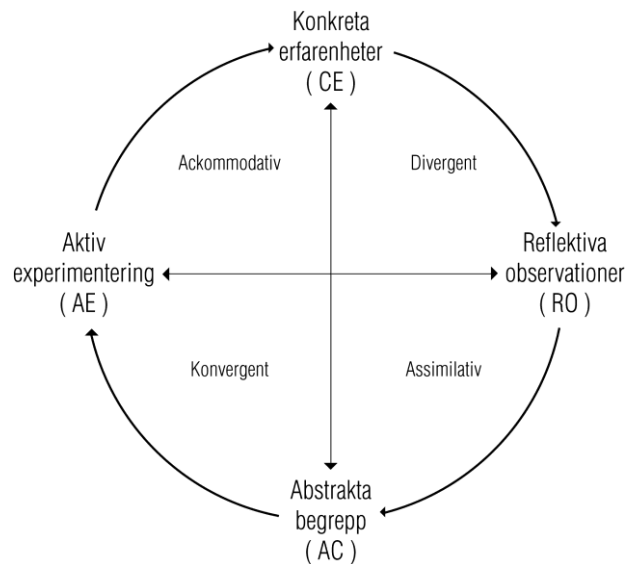 Konkreta
erfarenheter
( CE )
Ackommodativ
Divergent
Aktiv
experimentering
( AE )
Reflektiva
observationer
( RO )
Konvergent
Assimilativ
Abstrakta
begrepp
( AC )